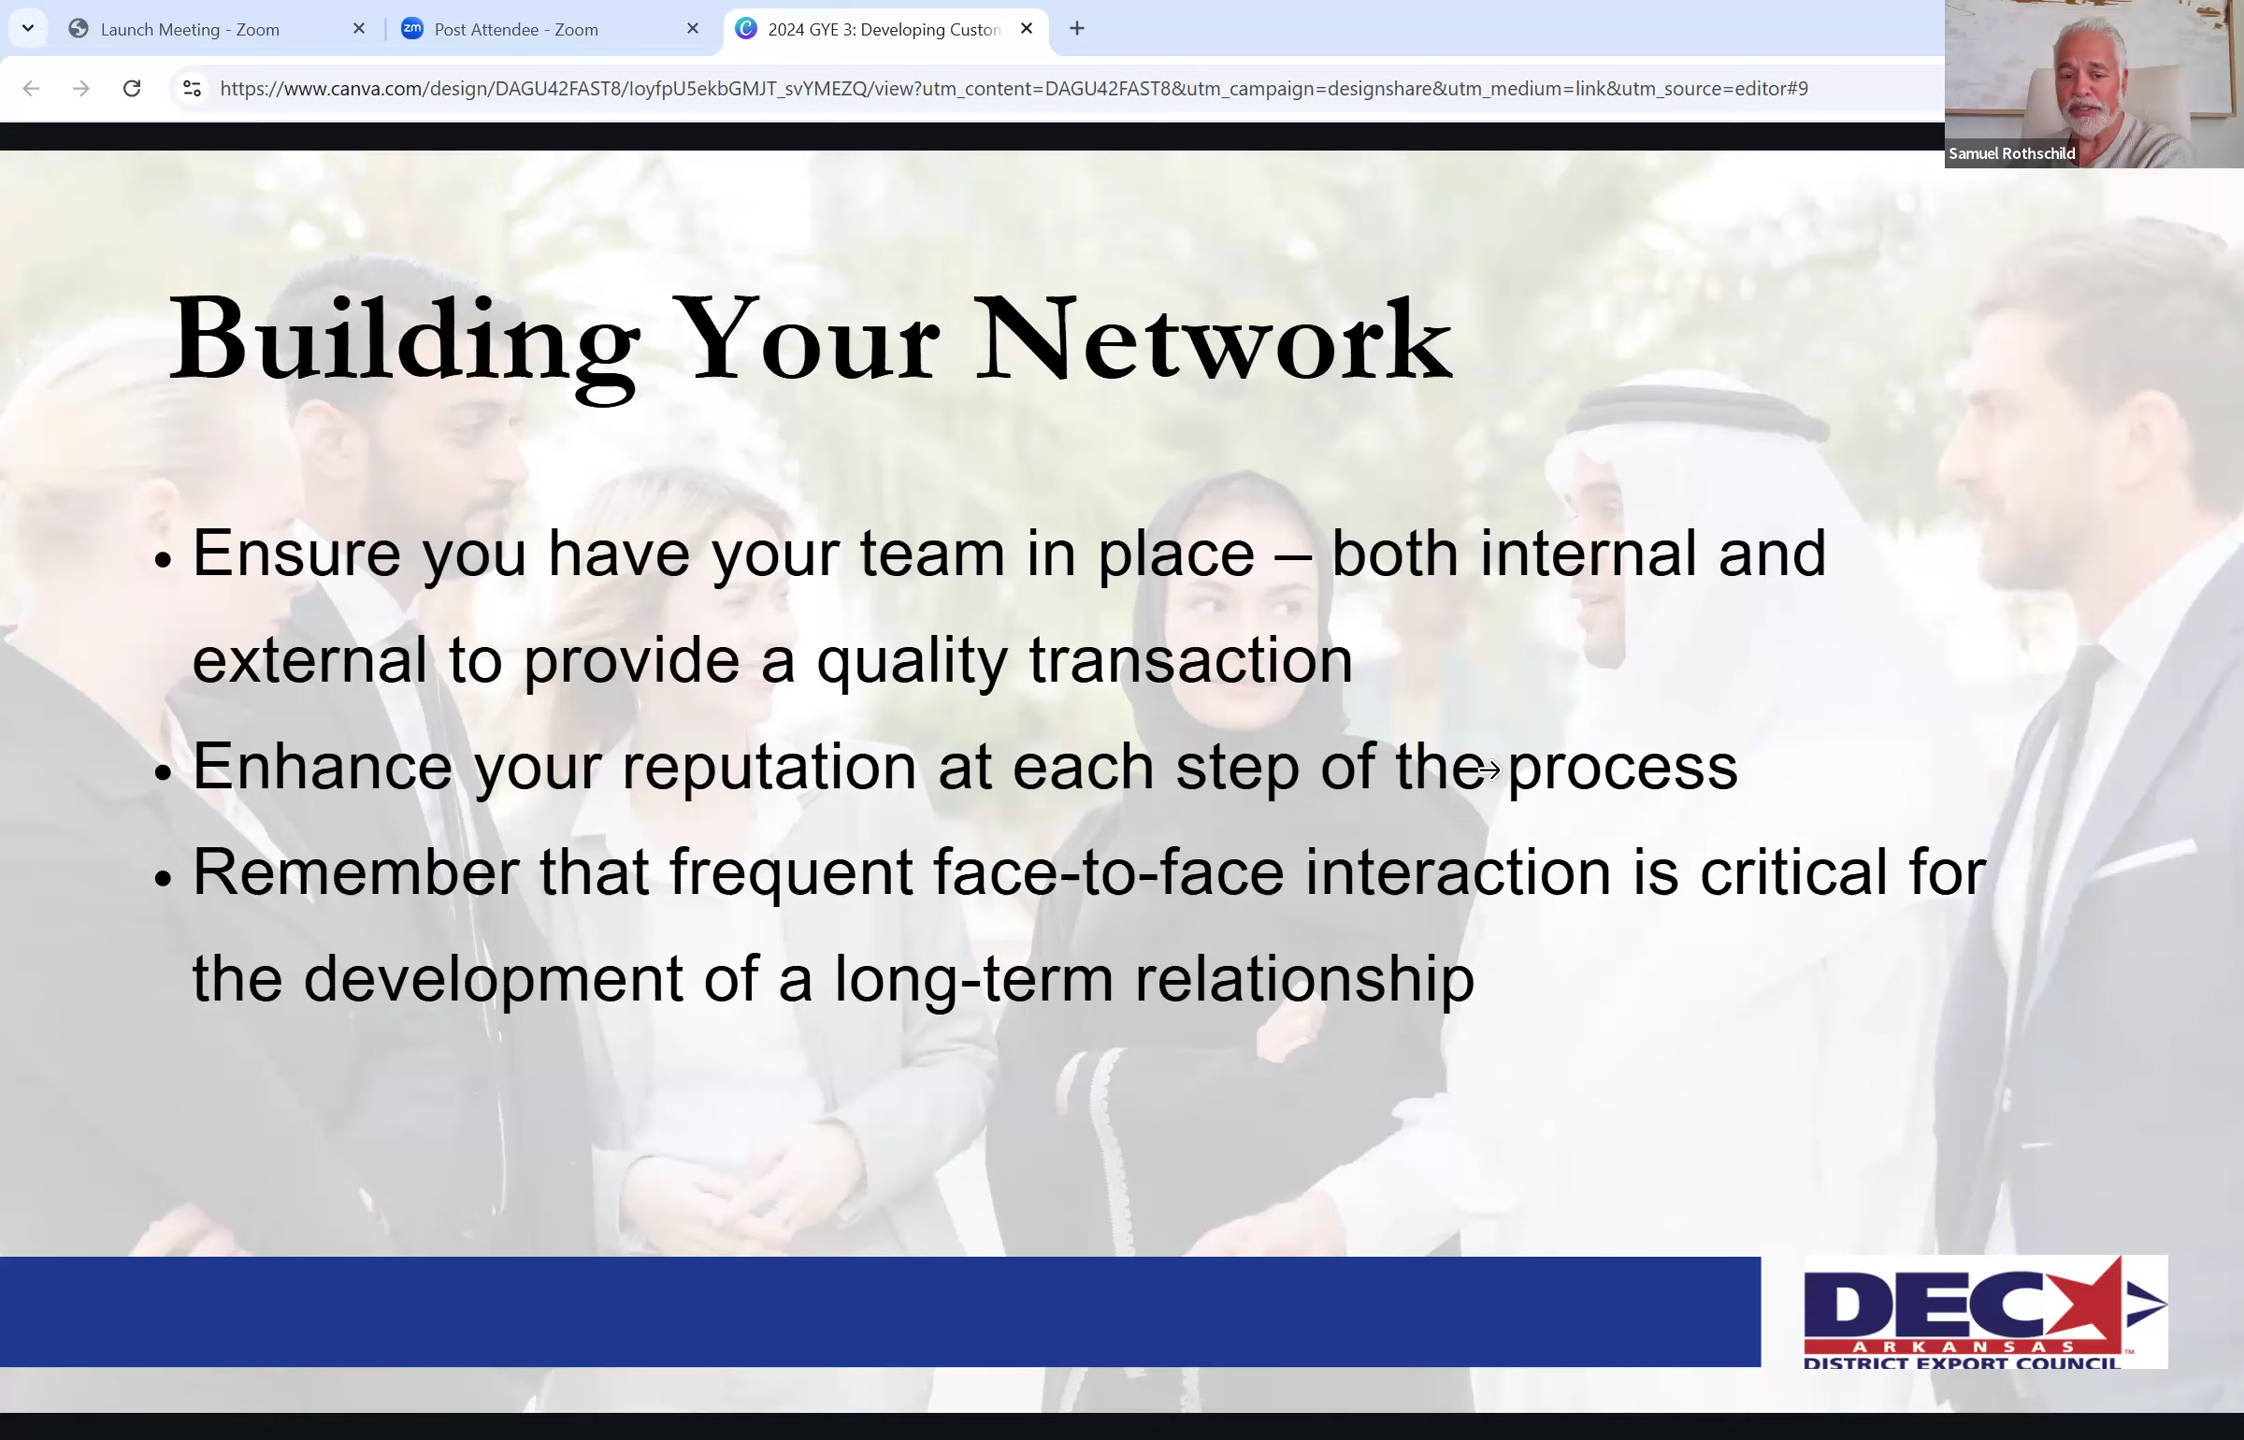 Launch Meeting - Zoom
zm
Post Attendee - Zoom
2024 GYE 3: Developing Custon
https://www.canva.com/design/DAGU42FAST8/IoyfpU5ekbGMJT_svYMEZQ/view?utm_content=DAGU42FAST8&utm_campaign=designshare&utm_medium=link&utm_source=editor#9
Samuel Rothschild
Building Your Network
• Ensure you have your team in place – both internal and
external to provide a quality transaction
• Enhance your reputation at each step of the process
• Remember that frequent face-to-face interaction is critical for
the development of a long-term relationship
DEC
ARKANSAS ™
DISTRICT EXPORT COUNCIL